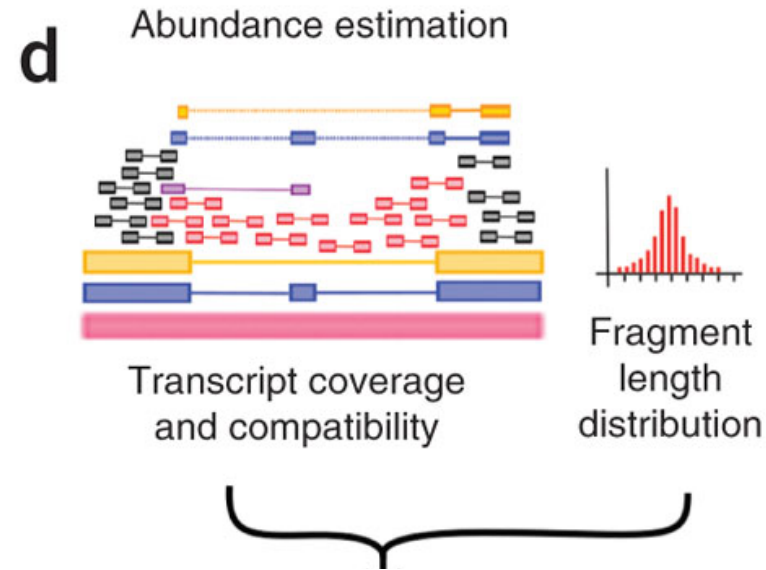 d
Abundance estimation
Transcript coverage
and compatibility
Fragment
length
distribution